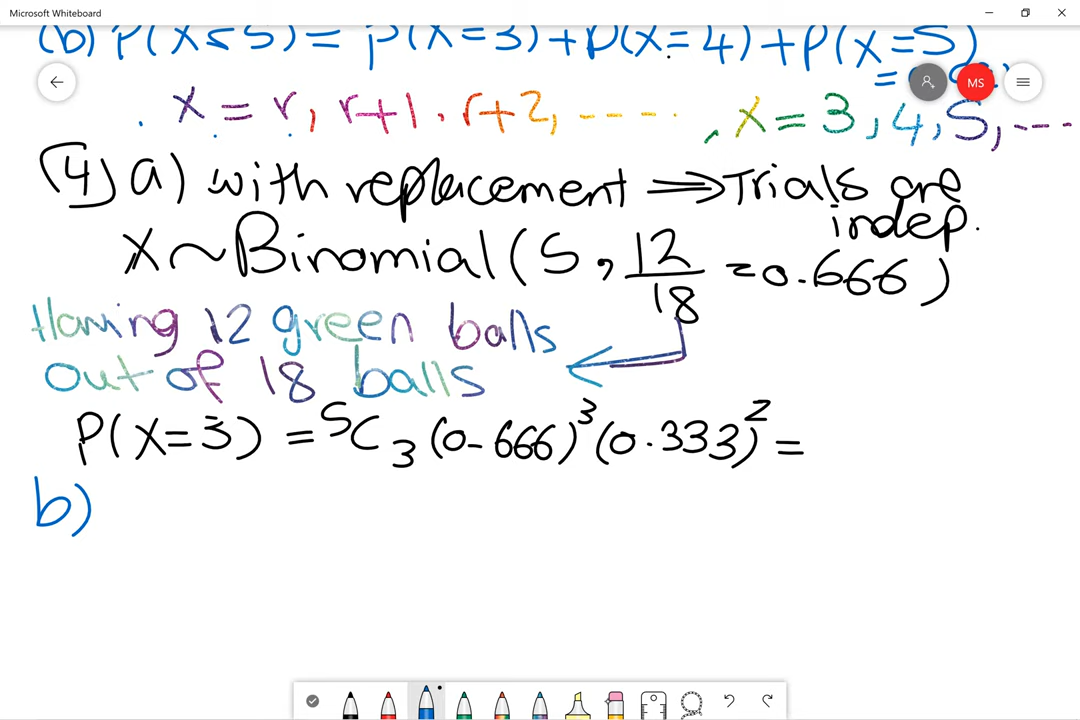 Microsoft Whiteboard
(b) P(X≤5) = P(X=3)+P(X=4)+P(X=5)
MS
x = r, r+1, r+2, ...... , x = 3, 4, 5, ...
(4) a) with replacement ⟹ Trials are indep.
X ~ Binomial (5, 12/18 = 0.666)
Having 12 green balls
out of 18 balls
P(X=3) = 5C3 (0.666)^3 (0.333)^2 =
b)